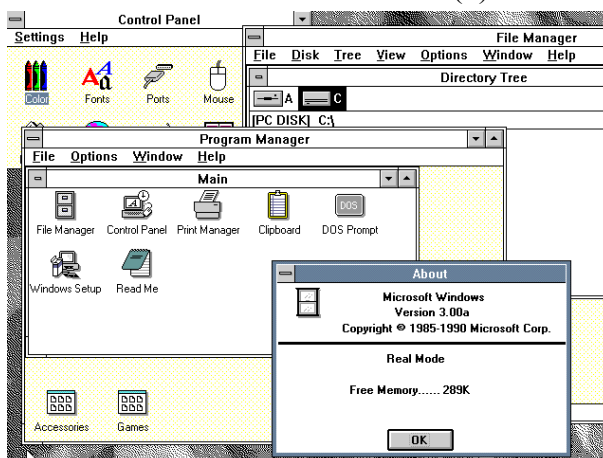 Control Panel
Settings Help
Color Fonts Ports Mouse
File Manager
File Disk Tree View Options Window Help
Directory Tree
A C
[PC DISK] C:\
Program Manager
File Options Window Help
Main
File Manager Control Panel Print Manager Clipboard DOS Prompt
DOS
Windows Setup Read Me
Accessories Games
About
Microsoft Windows
Version 3.00a
Copyright © 1985-1990 Microsoft Corp.
Real Mode
Free Memory...... 289K
OK